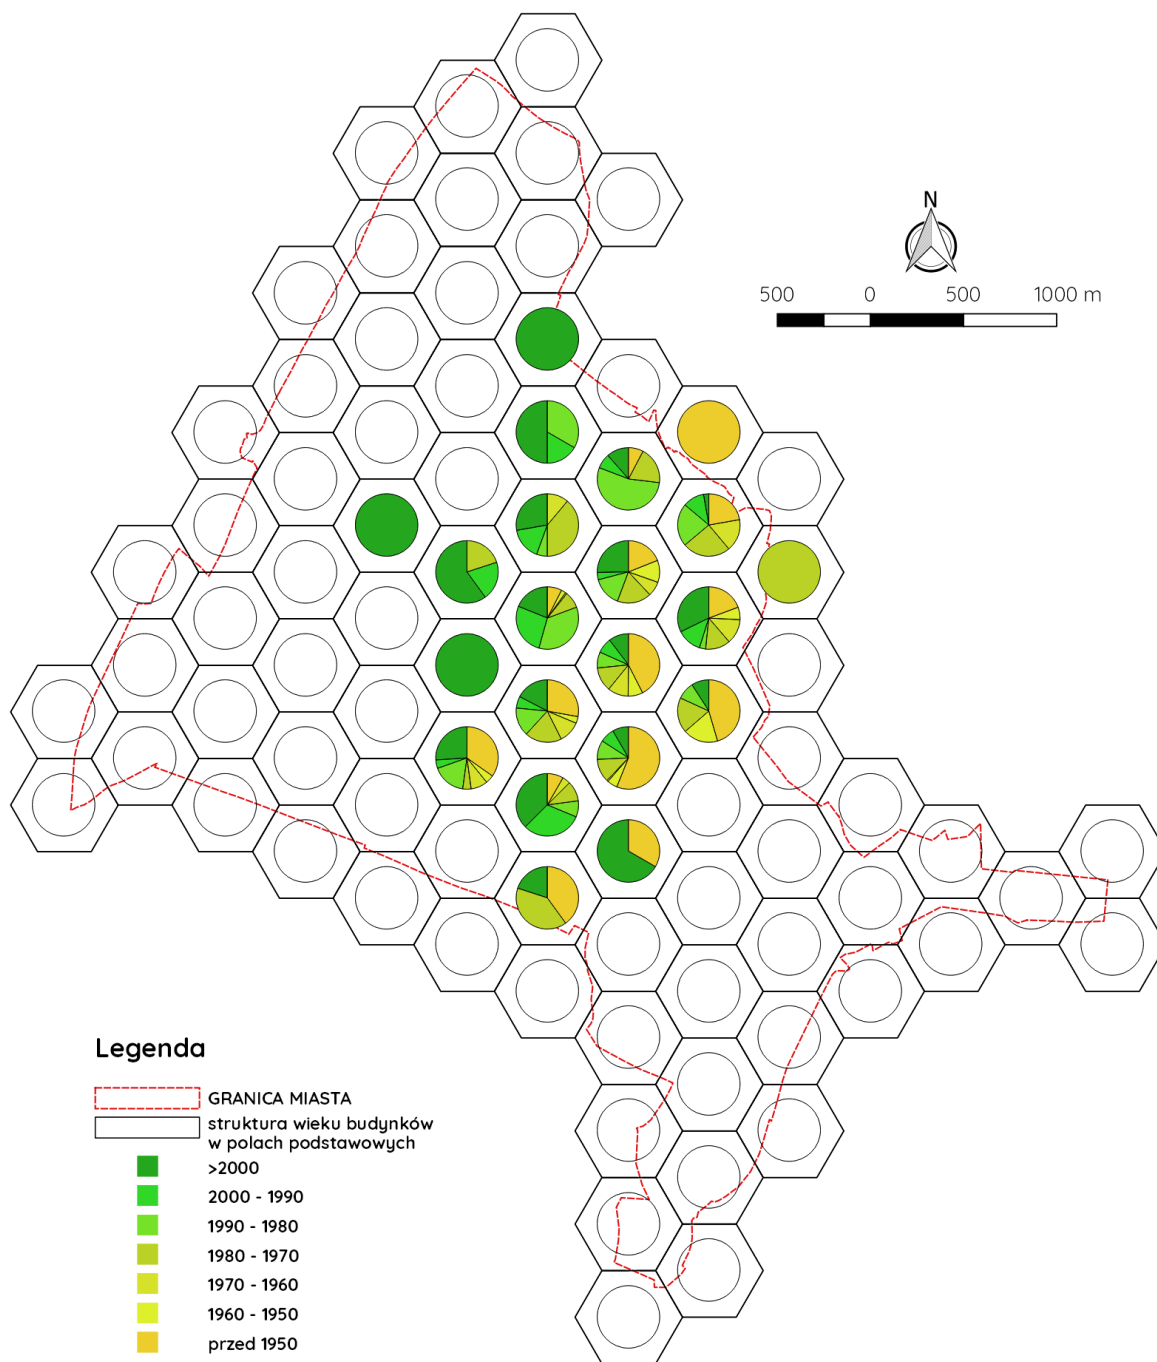 N
500 0 500 1000 m
Legenda
GRANICA MIASTA
struktura wieku budynków
w polach podstawowych
>2000
2000 - 1990
1990 - 1980
1980 - 1970
1970 - 1960
1960 - 1950
przed 1950